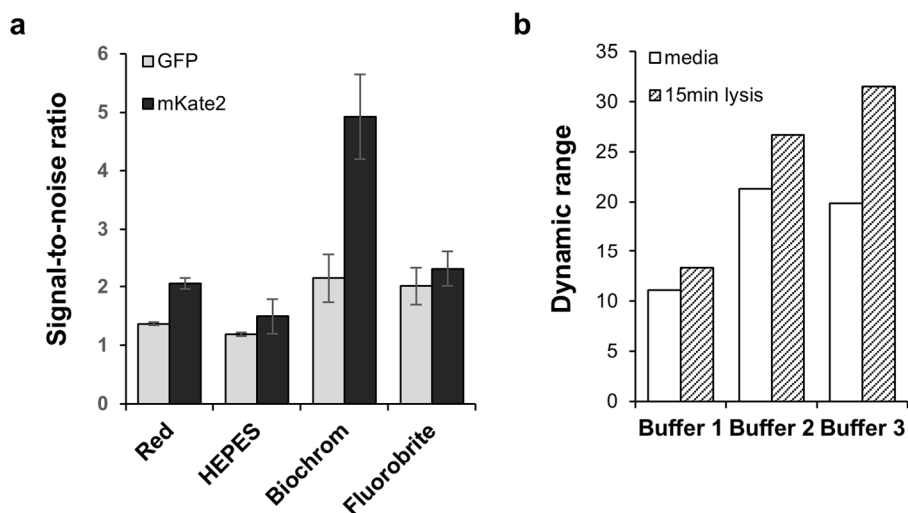 a
Signal-to-noise ratio
6
5
4
3
2
1
0
GFP
mKate2
Red
HEPES
Biochrom
Fluorobrite
b
Dynamic range
35
30
25
20
15
10
5
0
media
15min lysis
Buffer 1 Buffer 2 Buffer 3